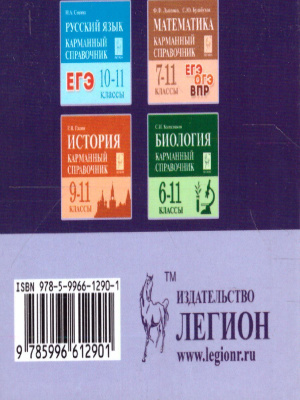 РУССКИЙ ЯЗЫК
КАРМАННЫЙ
СПРАВОЧНИК
ЕГЭ 10-11
КЛАССЫ
МАТЕМАТИКА
КАРМАННЫЙ
СПРАВОЧНИК
7-11
КЛАССЫ
ЕГЭ
ОГЭ
ВПР
ИСТОРИЯ
КАРМАННЫЙ
СПРАВОЧНИК
9-11
КЛАССЫ
БИОЛОГИЯ
КАРМАННЫЙ
СПРАВОЧНИК
6-11
КЛАССЫ
ISBN 978-5-9966-1290-1
9 785996 612901
TM
ИЗДАТЕЛЬСТВО
ЛЕГИОН
www.legionr.ru